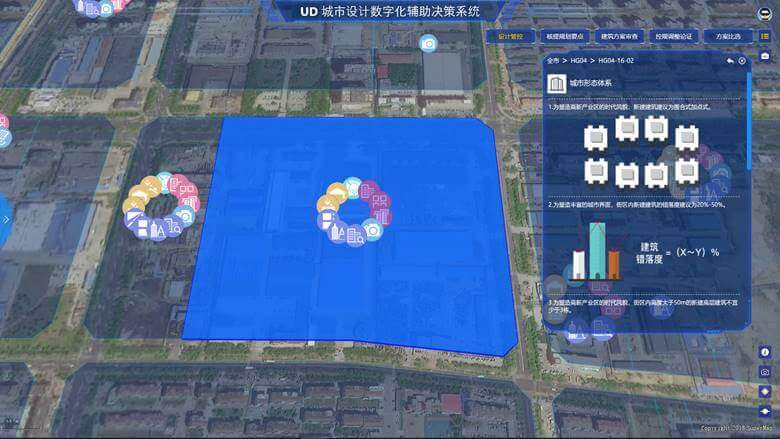 UD 城市设计数字化辅助决策系统
设计管控
核提规划要点
建筑方案审查
控规调整论证
方案比选
全市 > HG04 > HG04-16-02
城市形态体系
1.为塑造高新产业区的时代风貌，新建建筑建议为围合式加点式。
2.为塑造丰富的城市界面，街区内新建建筑的错落度建议为20%-50%。
建筑
错落度 = (X～Y) %
3.为塑造高新产业区的时代风貌，街区内高度大于50m的新建高层建筑不宜
少于3栋。
Copyright 2018 SuperMap